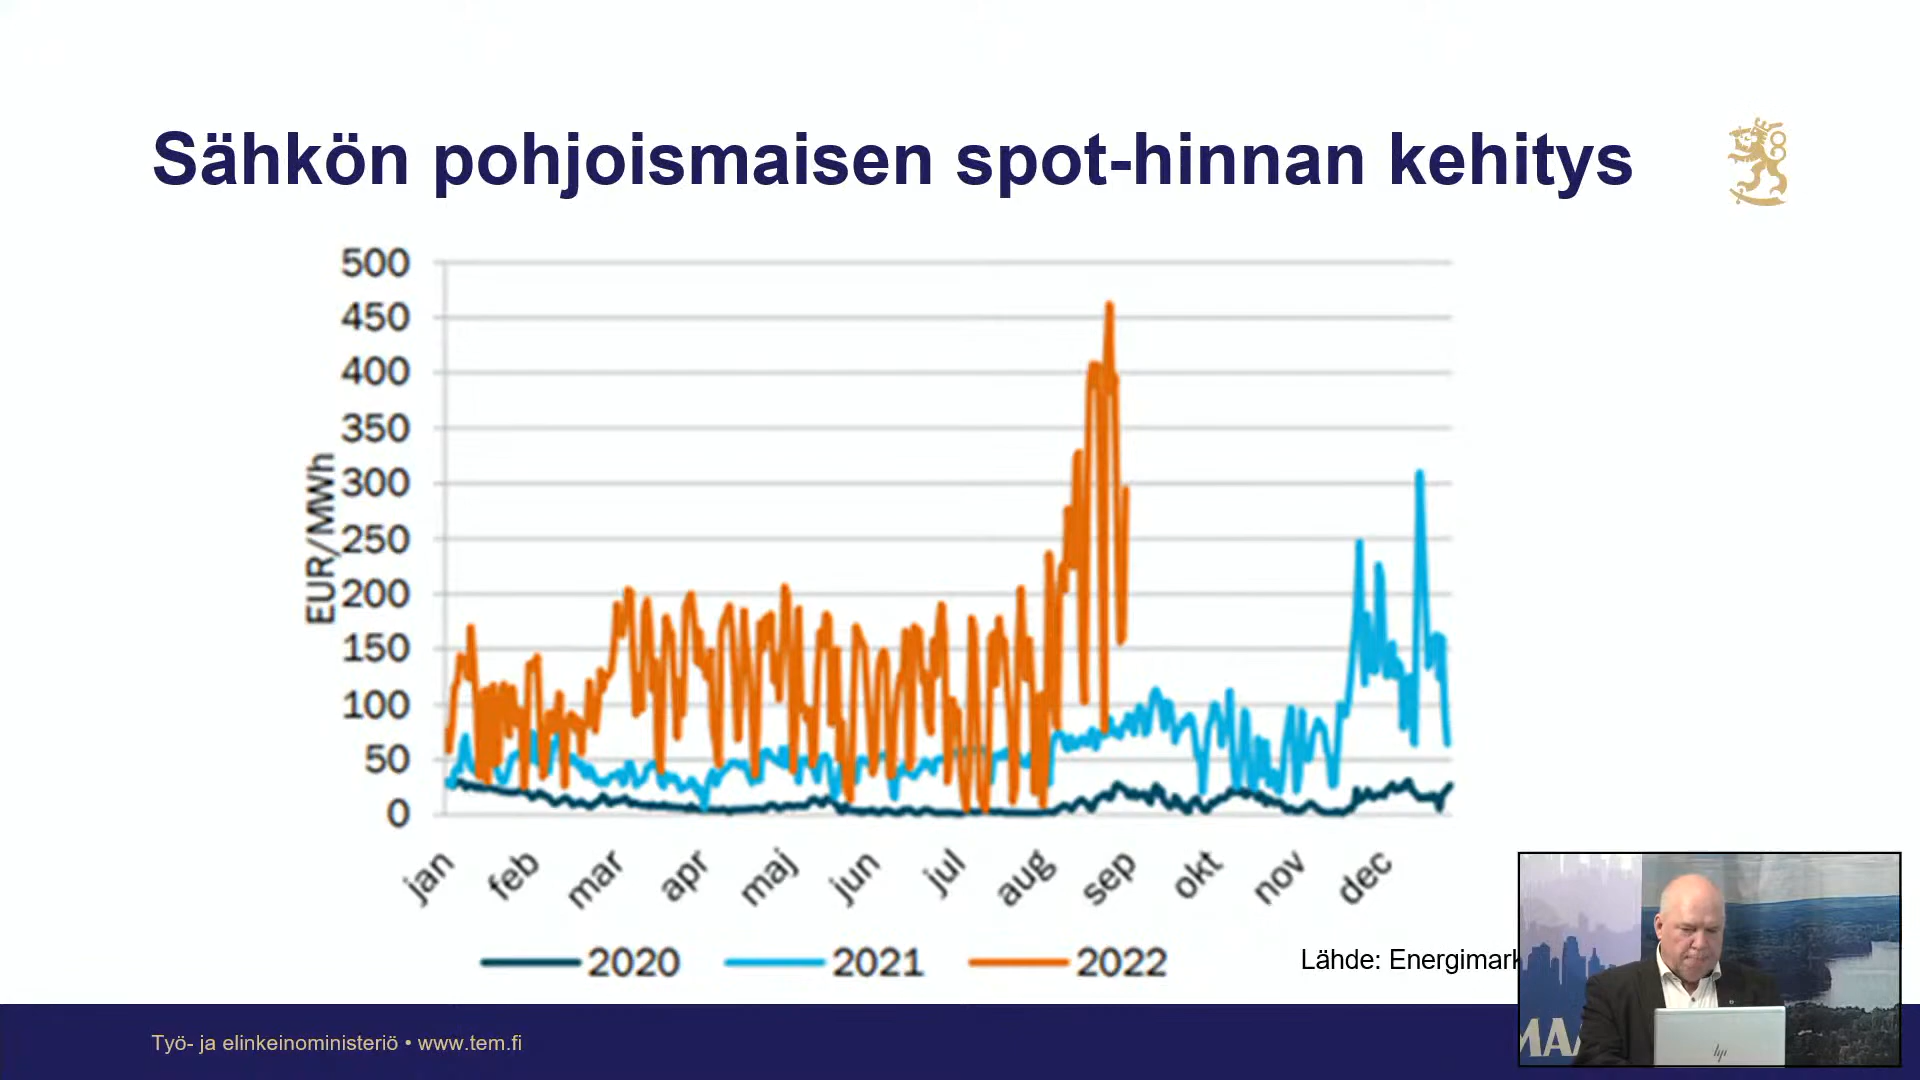 Sähkön pohjoismaisen spot-hinnan kehitys
500
450
400
350
300
250
200
150
100
50
0
EUR/MWh
jan feb mar apr maj jun jul aug sep okt nov dec
2020 2021 2022
Lähde: Energimark
Työ- ja elinkeinoministeriö • www.tem.fi
MAA
hp